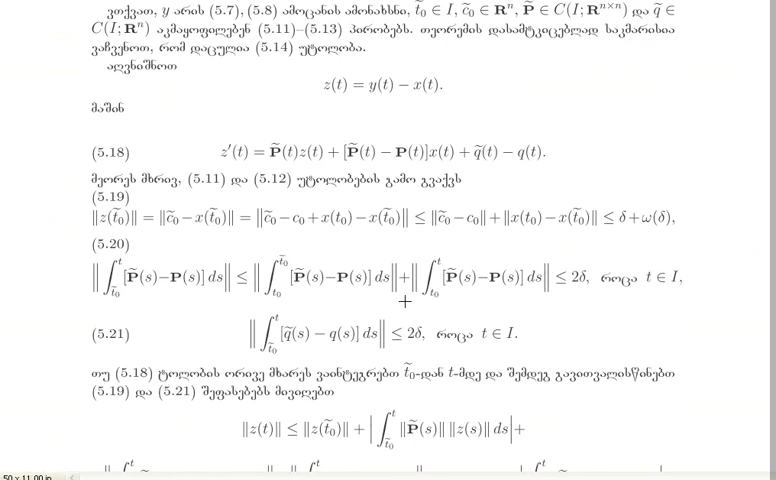 ვთქვათ, y არის (5.7), (5.8) ამოცანის ამონახსნი, t̃₀ ∈ I, c̃₀ ∈ Rⁿ, P̃ ∈ C(I; Rⁿˣⁿ) და q̃ ∈
C(I; Rⁿ) აკმაყოფილებენ (5.11)–(5.13) პირობებს. თეორემის დასამტკიცებლად საკმარისია
ვაჩვენოთ, რომ დაცულია (5.14) უტოლობა.
აღვნიშნოთ
z(t) = y(t) − x(t).
მაშინ
(5.18) z′(t) = P̃(t)z(t) + [P̃(t) − P(t)]x(t) + q̃(t) − q(t).
მეორეს მხრივ, (5.11) და (5.12) უტოლობების გამო გვაქვს
(5.19)
‖z(t̃₀)‖ = ‖c̃₀ − x(t̃₀)‖ = ‖c̃₀ − c₀ + x(t₀) − x(t̃₀)‖ ≤ ‖c̃₀ − c₀‖ + ‖x(t₀) − x(t̃₀)‖ ≤ δ + ω(δ),
(5.20)
‖∫_{t̃₀}^{t} [P̃(s) − P(s)] ds‖ ≤ ‖∫_{t₀}^{t̃₀} [P̃(s) − P(s)] ds‖ + ‖∫_{t₀}^{t} [P̃(s) − P(s)] ds‖ ≤ 2δ, როცა t ∈ I,
(5.21) ‖∫_{t̃₀}^{t} [q̃(s) − q(s)] ds‖ ≤ 2δ, როცა t ∈ I.
თუ (5.18) ტოლობის ორივე მხარეს ვაინტეგრებთ t̃₀-დან t-მდე და შემდეგ გავითვალისწინებთ
(5.19) და (5.21) შეფასებებს მივიღებთ
‖z(t)‖ ≤ ‖z(t̃₀)‖ + |∫_{t̃₀}^{t} ‖P̃(s)‖ ‖z(s)‖ ds| +
50 x 11.00 in